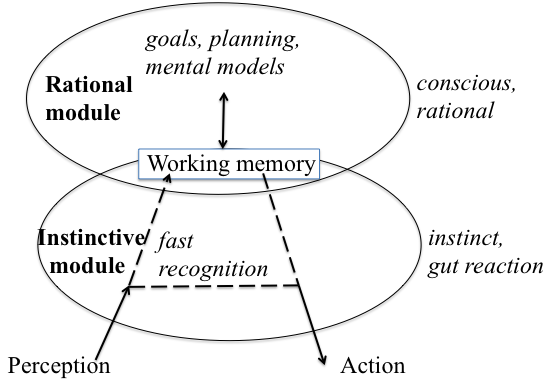 goals, planning,
mental models
Rational
module
conscious,
rational
Working memory
Instinctive
module
fast
recognition
instinct,
gut reaction
Perception
Action